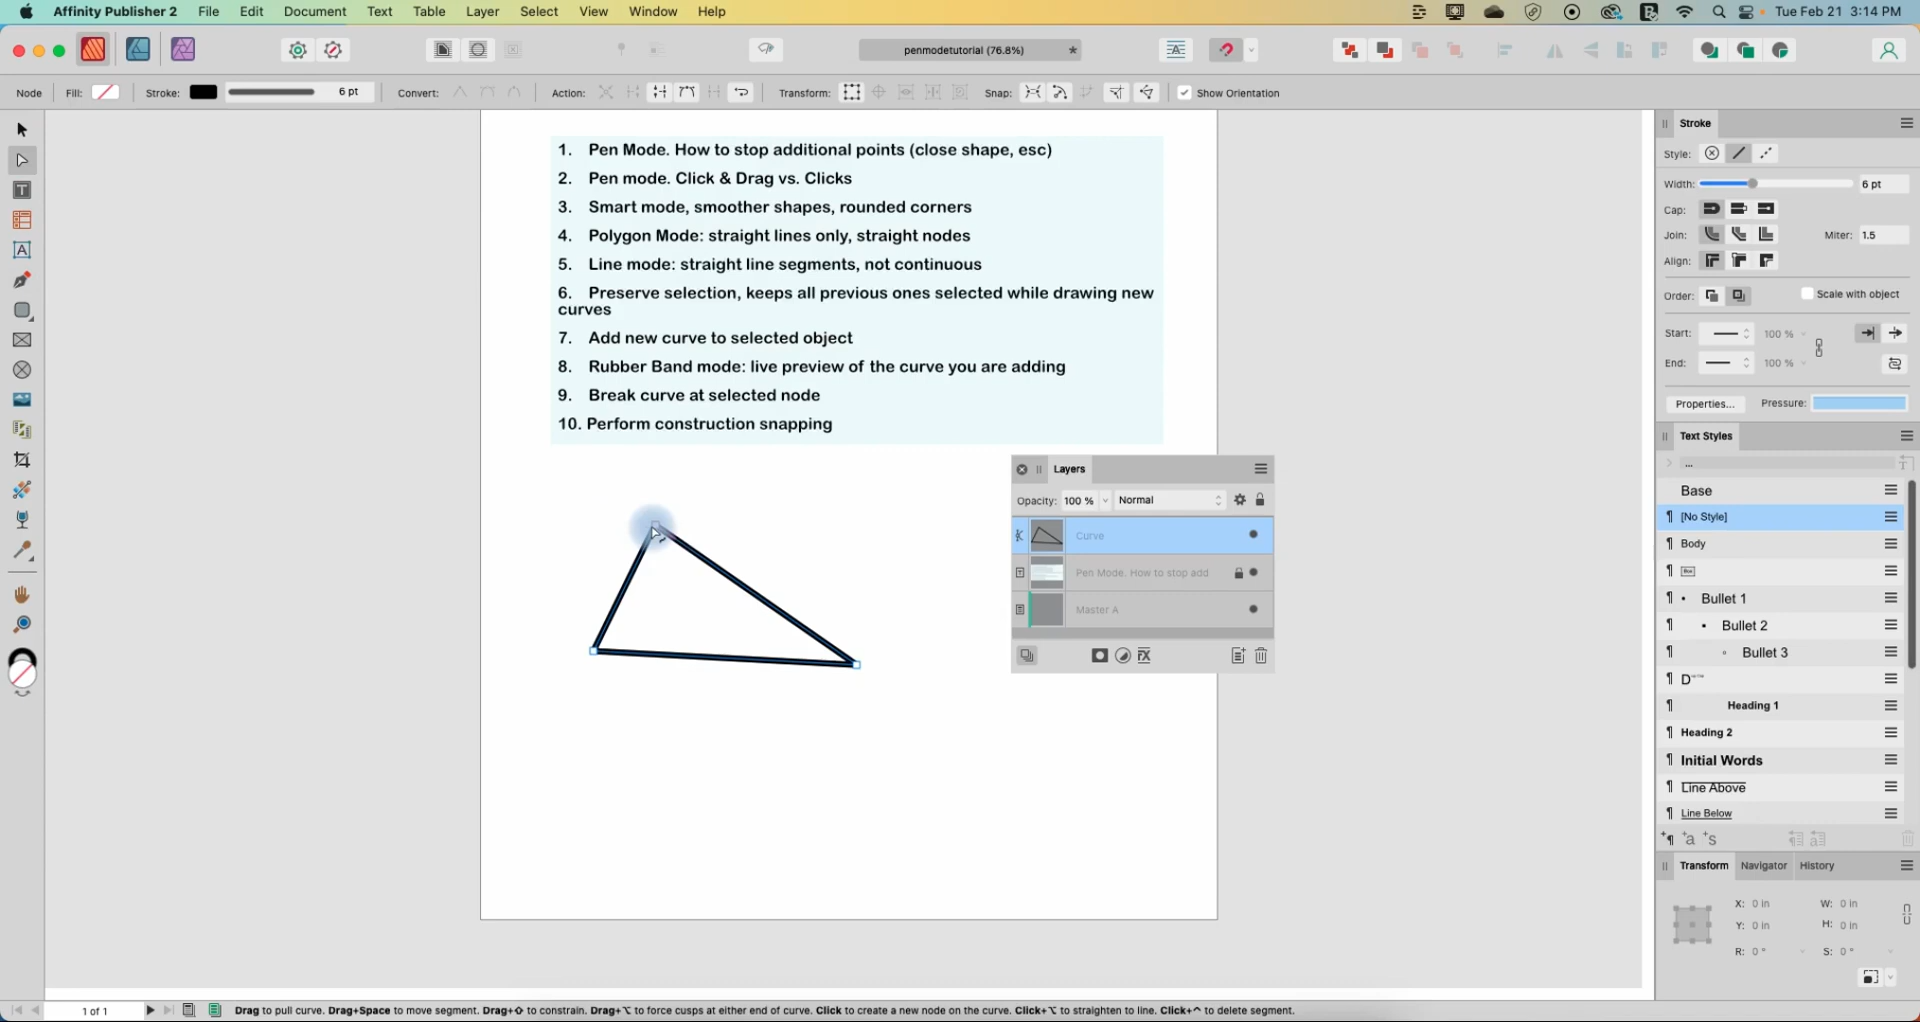 Affinity Publisher 2 File Edit Document Text Table Layer Select View Window Help Tue Feb 21 3:14 PM
penmodetutorial (76.8%) *
Node Fill: Stroke: 6 pt Convert: Action: Transform: Snap: Show Orientation
1. Pen Mode. How to stop additional points (close shape, esc)
2. Pen mode. Click & Drag vs. Clicks
3. Smart mode, smoother shapes, rounded corners
4. Polygon Mode: straight lines only, straight nodes
5. Line mode: straight line segments, not continuous
6. Preserve selection, keeps all previous ones selected while drawing new
curves
7. Add new curve to selected object
8. Rubber Band mode: live preview of the curve you are adding
9. Break curve at selected node
10. Perform construction snapping
Layers
Opacity: 100 % Normal
Curve
Pen Mode. How to stop add
Master A
Stroke
Style:
Width: 6 pt
Cap:
Join: Miter: 1.5
Align:
Order: Scale with object
Start: 100 %
End: 100 %
Properties... Pressure:
Text Styles
...
Base
[No Style]
Body
Bullet 1
Bullet 2
Bullet 3
Heading 1
Heading 2
Initial Words
Line Above
Line Below
Transform Navigator History
X: 0 in W: 0 in
Y: 0 in H: 0 in
R: 0 ° S: 0 °
1 of 1 Drag to pull curve. Drag+Space to move segment. Drag+⇧ to constrain. Drag+⌥ to force cusps at either end of curve. Click to create a new node on the curve. Click+⌥ to straighten to line. Click+^ to delete segment.